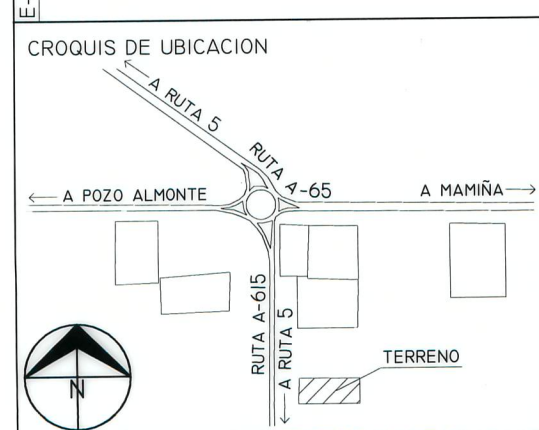 E-
CROQUIS DE UBICACION
A RUTA 5
RUTA A-65
A POZO ALMONTE
A MAMIÑA
RUTA A-615
A RUTA 5
TERRENO
N